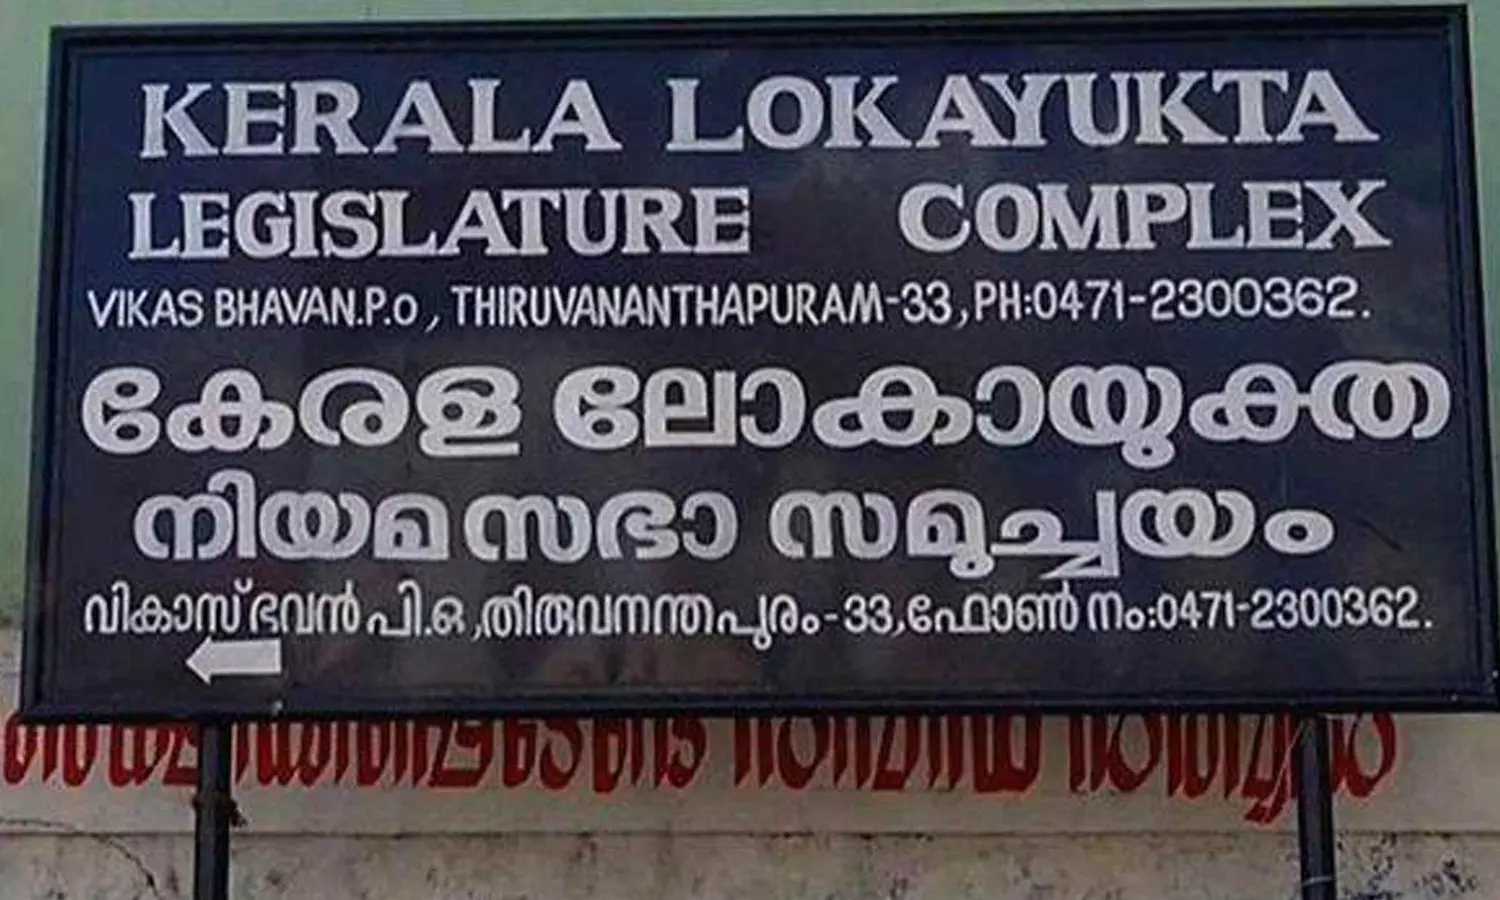 KERALA LOKAYUKTA
LEGISLATURE COMPLEX
VIKAS BHAVAN.P.O, THIRUVANANTHAPURAM-33, PH:0471-2300362.
കേരള ലോകായുക്ത
നിയമസഭാ സമുച്ചയം
വികാസ് ഭവൻ പി.ഒ, തിരുവനന്തപുരം-33, ഫോൺ നം:0471-2300362.